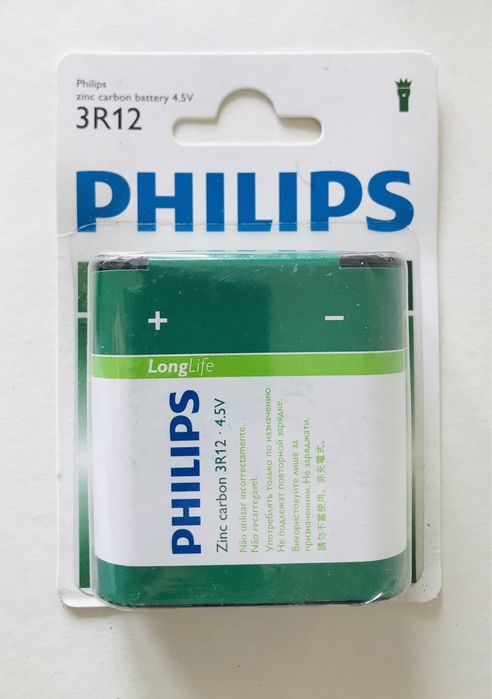 Philips
zinc carbon battery 4.5V
3R12
PHILIPS
+ −
LongLife
PHILIPS
Zinc carbon 3R12 · 4.5V
Não utilizar incorrectamente.
Não recarregavel.
Употреблять только по назначению.
Не подлежат повторной зарядке.
Використовуйте лише за
призначенням. Не заряджати.
請勿不當使用。非充電式。